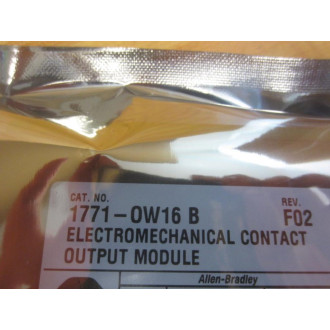 CAT. NO. REV.
1771-OW16 B F02
ELECTROMECHANICAL CONTACT
OUTPUT MODULE
Allen-Bradley